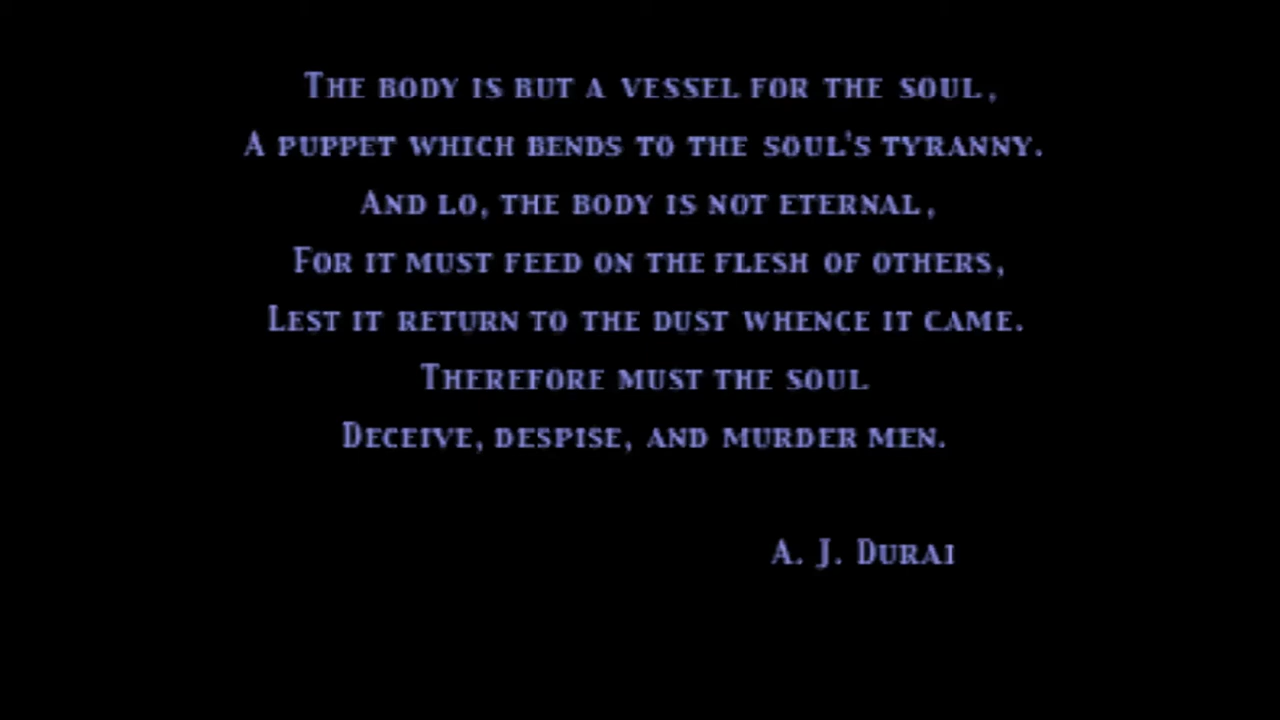 The body is but a vessel for the soul,
A puppet which bends to the soul's tyranny.
And lo, the body is not eternal,
For it must feed on the flesh of others,
Lest it return to the dust whence it came.
Therefore must the soul
Deceive, despise, and murder men.
A. J. Durai